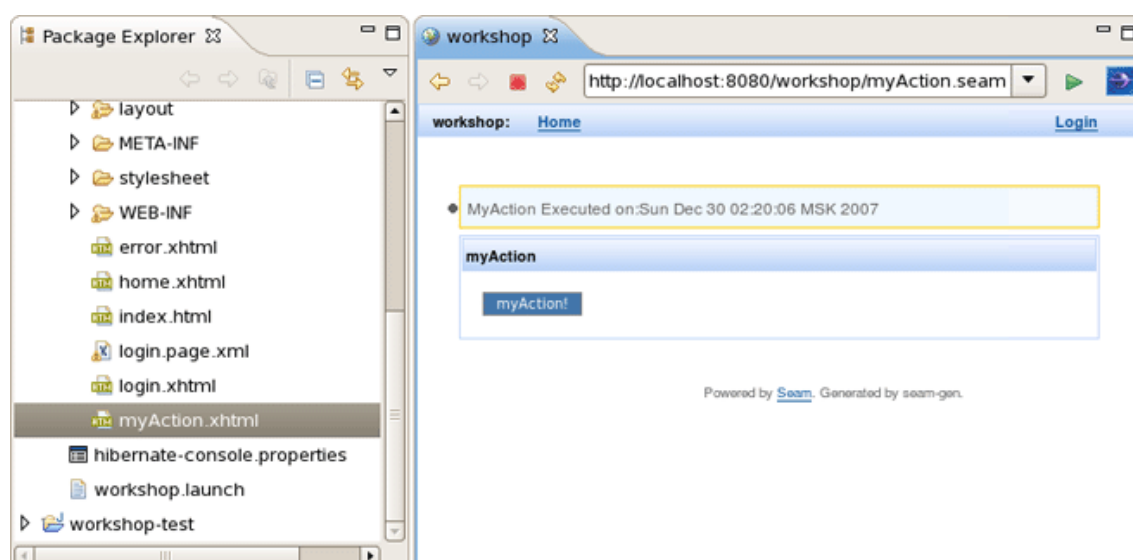 Package Explorer
layout
META-INF
stylesheet
WEB-INF
error.xhtml
home.xhtml
index.html
login.page.xml
login.xhtml
myAction.xhtml
hibernate-console.properties
workshop.launch
workshop-test
workshop
http://localhost:8080/workshop/myAction.seam
workshop: Home Login
MyAction Executed on:Sun Dec 30 02:20:06 MSK 2007
myAction
myAction!
Powered by Seam. Generated by seam-gen.